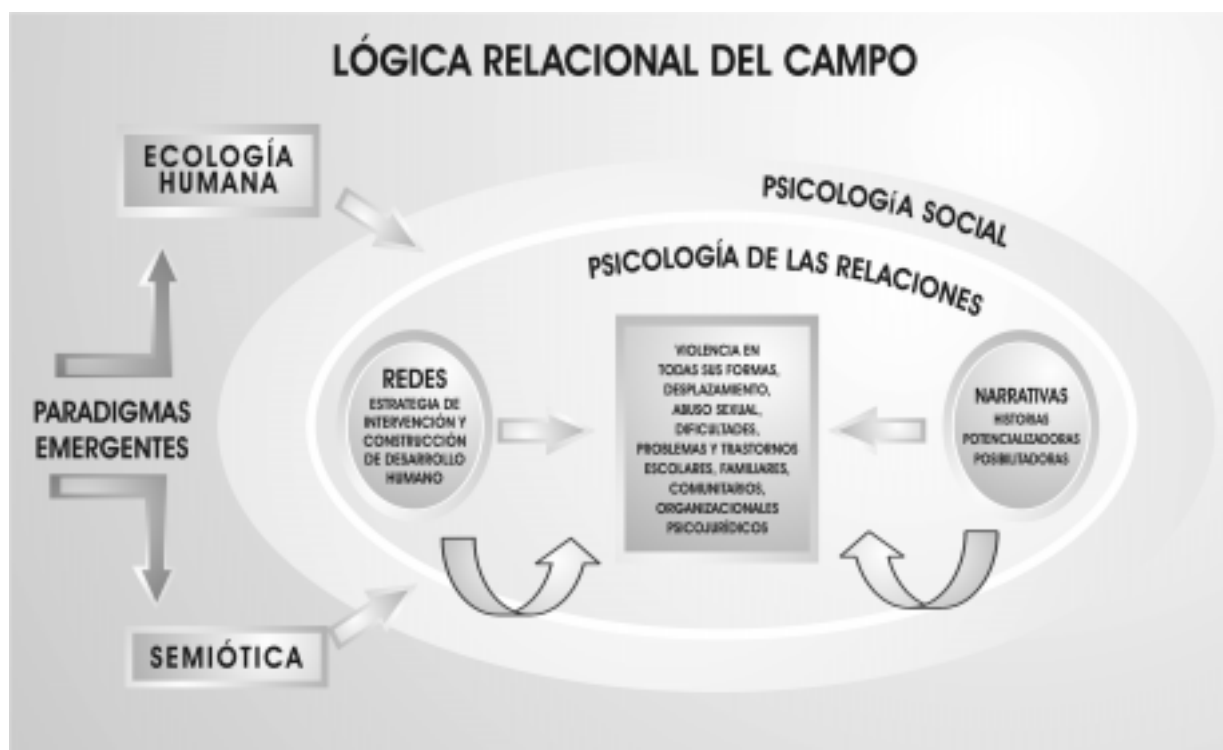 LÓGICA RELACIONAL DEL CAMPO
ECOLOGÍA
HUMANA
PSICOLOGÍA SOCIAL
PSICOLOGÍA DE LAS RELACIONES
PARADIGMAS
EMERGENTES
REDES
ESTRATEGIA DE
INTERVENCIÓN Y
CONSTRUCCIÓN
DE DESARROLLO
HUMANO
VIOLENCIA EN
TODAS SUS FORMAS,
DESPLAZAMIENTO,
ABUSO SEXUAL,
DIFICULTADES,
PROBLEMAS Y TRASTORNOS
ESCOLARES, FAMILIARES,
COMUNITARIOS,
ORGANIZACIONALES
PSICOJURÍDICOS
NARRATIVAS
HISTORIAS
POTENCIALIZADORAS
POSIBILITADORAS
SEMIÓTICA